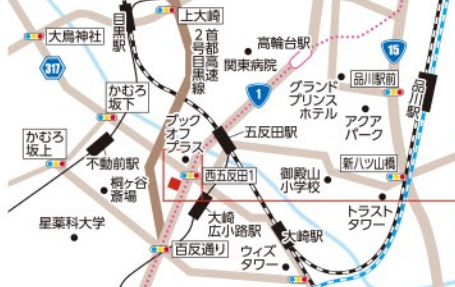 目黒駅
上大崎
大鳥神社
317
首都高速
2号目黒線
関東病院
高輪台駅
15
品川駅前
品川駅
1
グランド
プリンス
ホテル
アクア
パーク
かむろ
坂下
かむろ
坂上
ブック
オフ
プラス
五反田駅
不動前駅
西五反田1
御殿山
小学校
新八ツ山橋
桐ヶ谷
斎場
星薬科大学
大崎
広小路駅
大崎駅
トラスト
タワー
百反通り
ウィズ
タワー